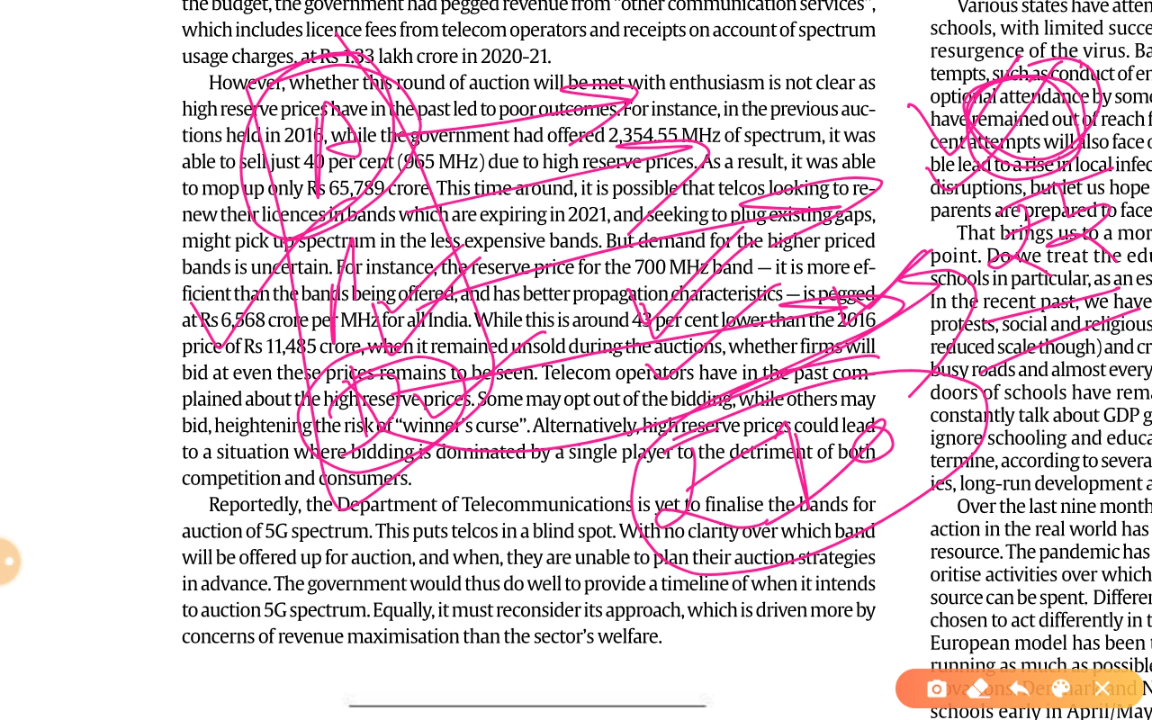 the budget, the government had pegged revenue from "other communication services",
which includes licence fees from telecom operators and receipts on account of spectrum
usage charges, at Rs 1.33 lakh crore in 2020-21.
However, whether this round of auction will be met with enthusiasm is not clear as
high reserve prices have in the past led to poor outcomes. For instance, in the previous auc-
tions held in 2016, while the government had offered 2,354.55 MHz of spectrum, it was
able to sell just 40 per cent (965 MHz) due to high reserve prices. As a result, it was able
to mop up only Rs 65,789 crore. This time around, it is possible that telcos looking to re-
new their licences in bands which are expiring in 2021, and seeking to plug existing gaps,
might pick up spectrum in the less expensive bands. But demand for the higher priced
bands is uncertain. For instance, the reserve price for the 700 MHz band — it is more ef-
ficient than the bands being offered, and has better propagation characteristics — is pegged
at Rs 6,568 crore per MHz for all India. While this is around 43 per cent lower than the 2016
price of Rs 11,485 crore, when it remained unsold during the auctions, whether firms will
bid at even these prices remains to be seen. Telecom operators have in the past com-
plained about the high reserve prices. Some may opt out of the bidding, while others may
bid, heightening the risk of "winner's curse". Alternatively, high reserve prices could lead
to a situation where bidding is dominated by a single player to the detriment of both
competition and consumers.
Reportedly, the Department of Telecommunications is yet to finalise the bands for
auction of 5G spectrum. This puts telcos in a blind spot. With no clarity over which band
will be offered up for auction, and when, they are unable to plan their auction strategies
in advance. The government would thus do well to provide a timeline of when it intends
to auction 5G spectrum. Equally, it must reconsider its approach, which is driven more by
concerns of revenue maximisation than the sector's welfare.
Various states have atten
schools, with limited succe
resurgence of the virus. Ba
tempts, such as conduct of en
optional attendance by some
have remained out of reach f
cent attempts will also face c
ble lead to a rise in local infec
disruptions, but let us hope
parents are prepared to face
That brings us to a mor
point. Do we treat the edu
schools in particular, as an es
In the recent past, we have
protests, social and religious
reduced scale though) and cr
busy roads and almost every
doors of schools have rema
constantly talk about GDP g
ignore schooling and educa
termine, according to severa
ies, long-run development a
Over the last nine month
action in the real world has
resource. The pandemic has
oritise activities over which
source can be spent. Differen
chosen to act differently in t
European model has been t
running as much as possible
schools early in April/May